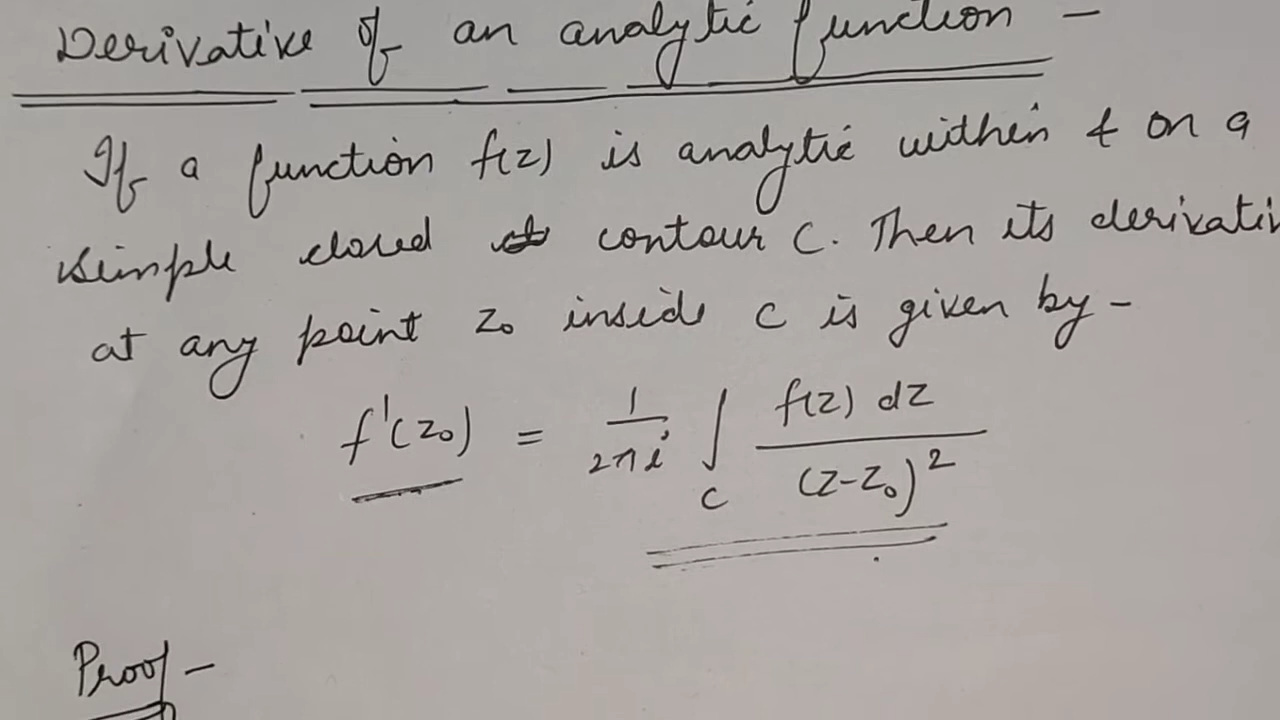 Derivative of an analytic function -
If a function f(z) is analytic within & on a
simple closed contour C. Then its derivativ
at any point z₀ inside C is given by -
f'(z₀) = 1/2πi ∫_C f(z) dz / (z-z₀)²
Proof -